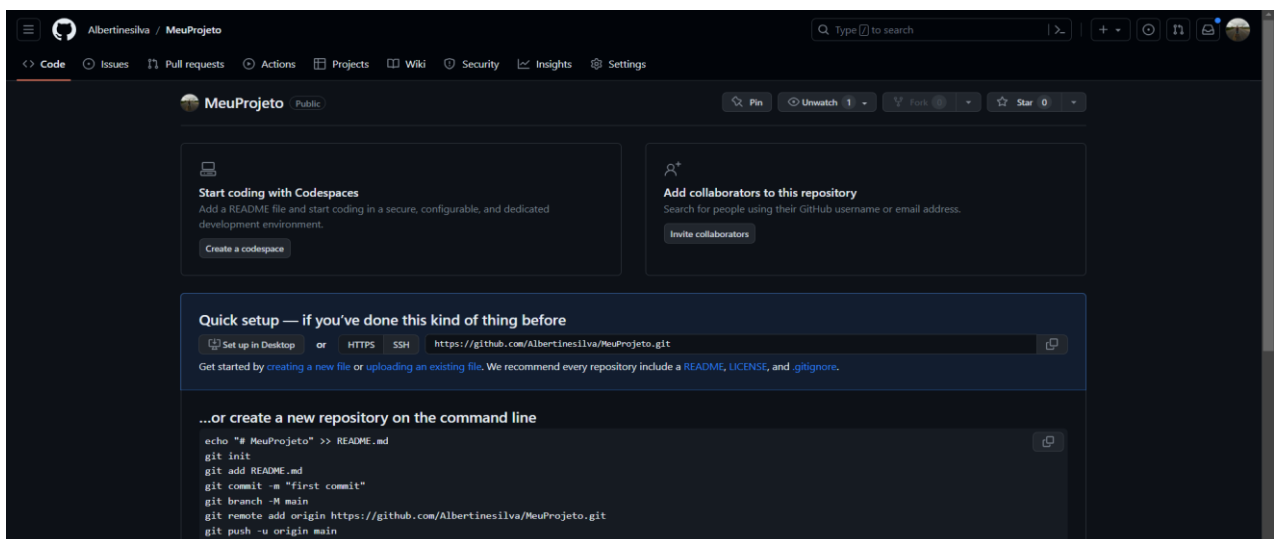 Albertinesilva / MeuProjeto
Type / to search
Code Issues Pull requests Actions Projects Wiki Security Insights Settings
MeuProjeto Public
Pin Unwatch 1 Fork 0 Star 0
Start coding with Codespaces
Add a README file and start coding in a secure, configurable, and dedicated
development environment.
Create a codespace
Add collaborators to this repository
Search for people using their GitHub username or email address.
Invite collaborators
Quick setup — if you've done this kind of thing before
Set up in Desktop or HTTPS SSH https://github.com/Albertinesilva/MeuProjeto.git
Get started by creating a new file or uploading an existing file. We recommend every repository include a README, LICENSE, and .gitignore.
...or create a new repository on the command line
echo "# MeuProjeto" >> README.md
git init
git add README.md
git commit -m "first commit"
git branch -M main
git remote add origin https://github.com/Albertinesilva/MeuProjeto.git
git push -u origin main